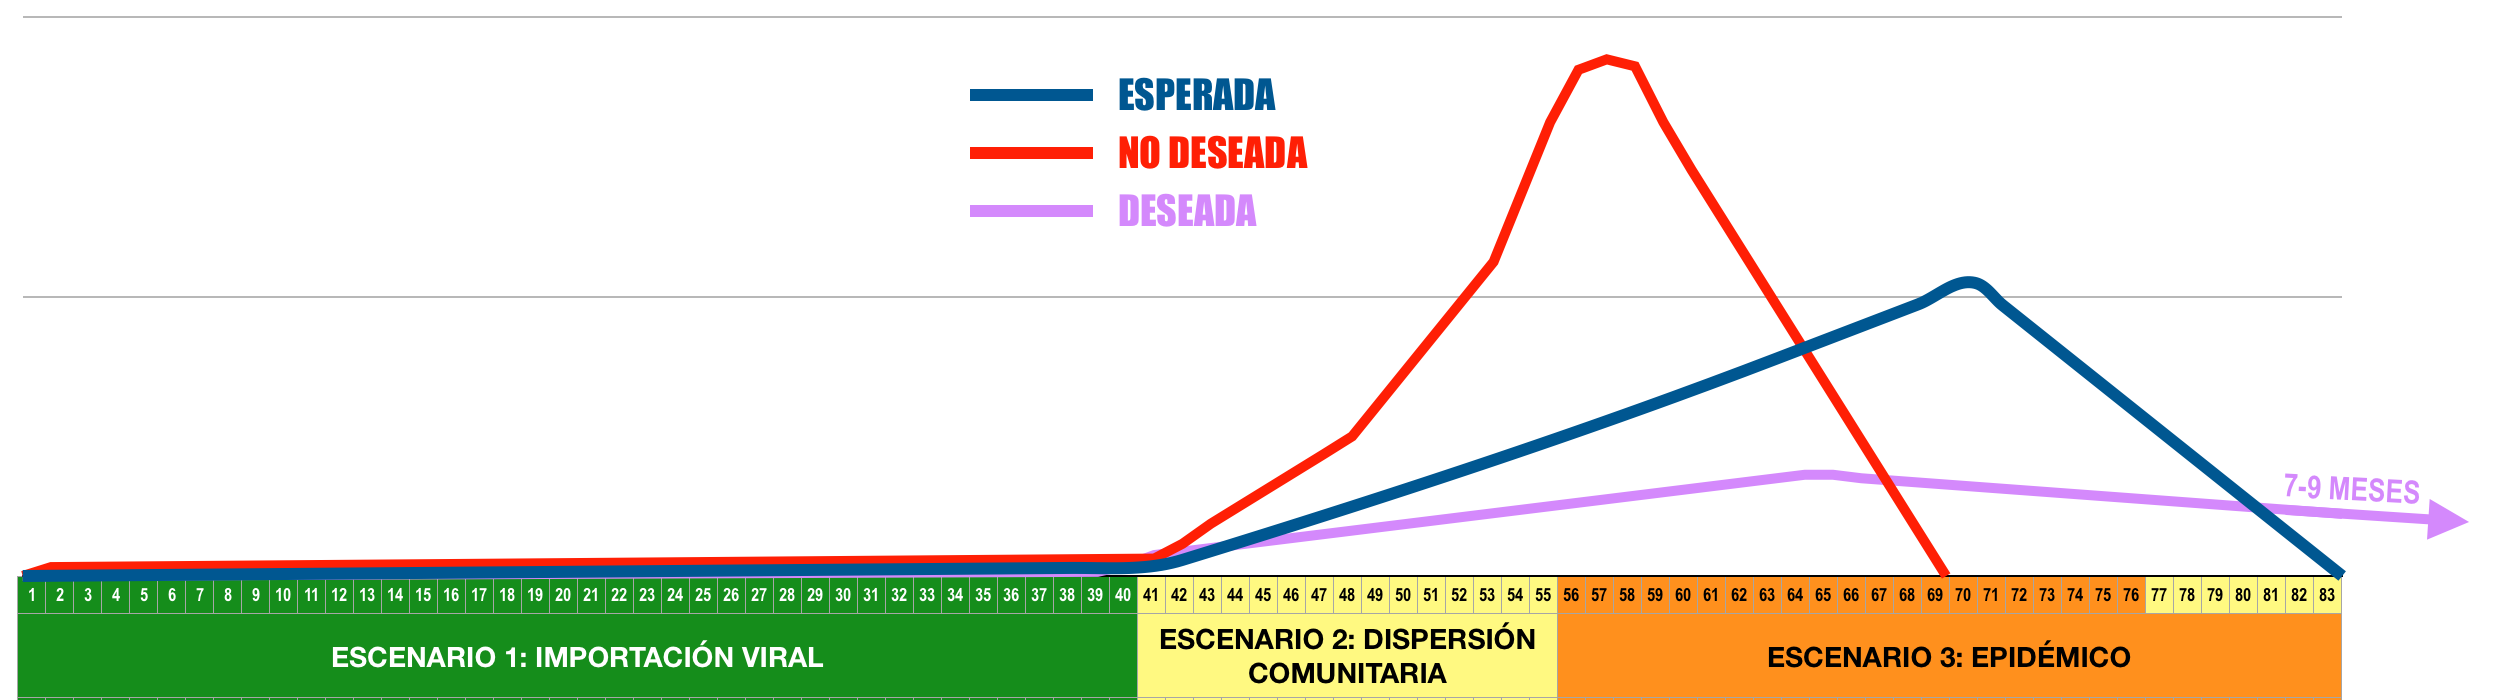 ESPERADA
NO DESEADA
DESEADA
7-9 MESES
1 2 3 4 5 6 7 8 9 10 11 12 13 14 15 16 17 18 19 20 21 22 23 24 25 26 27 28 29 30 31 32 33 34 35 36 37 38 39 40 41 42 43 44 45 46 47 48 49 50 51 52 53 54 55 56 57 58 59 60 61 62 63 64 65 66 67 68 69 70 71 72 73 74 75 76 77 78 79 80 81 82 83
ESCENARIO 1: IMPORTACIÓN VIRAL
ESCENARIO 2: DISPERSIÓN
COMUNITARIA
ESCENARIO 3: EPIDÉMICO